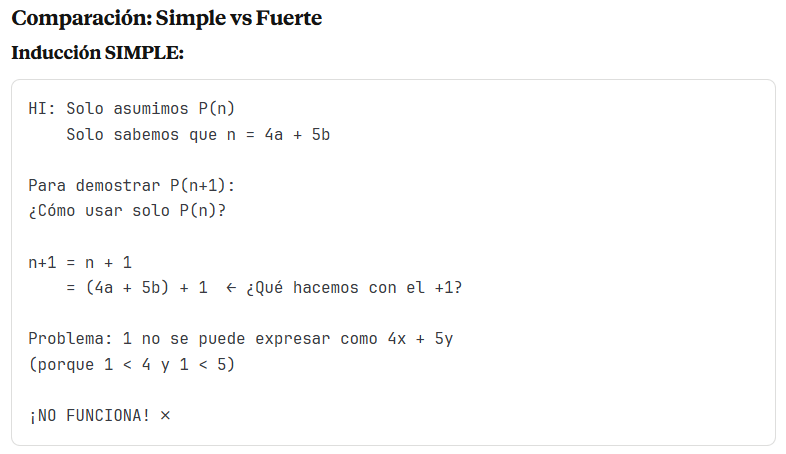 Comparación: Simple vs Fuerte
Inducción SIMPLE:
HI: Solo asumimos P(n)
Solo sabemos que n = 4a + 5b
Para demostrar P(n+1):
¿Cómo usar solo P(n)?
n+1 = n + 1
= (4a + 5b) + 1 ← ¿Qué hacemos con el +1?
Problema: 1 no se puede expresar como 4x + 5y
(porque 1 < 4 y 1 < 5)
¡NO FUNCIONA! ×